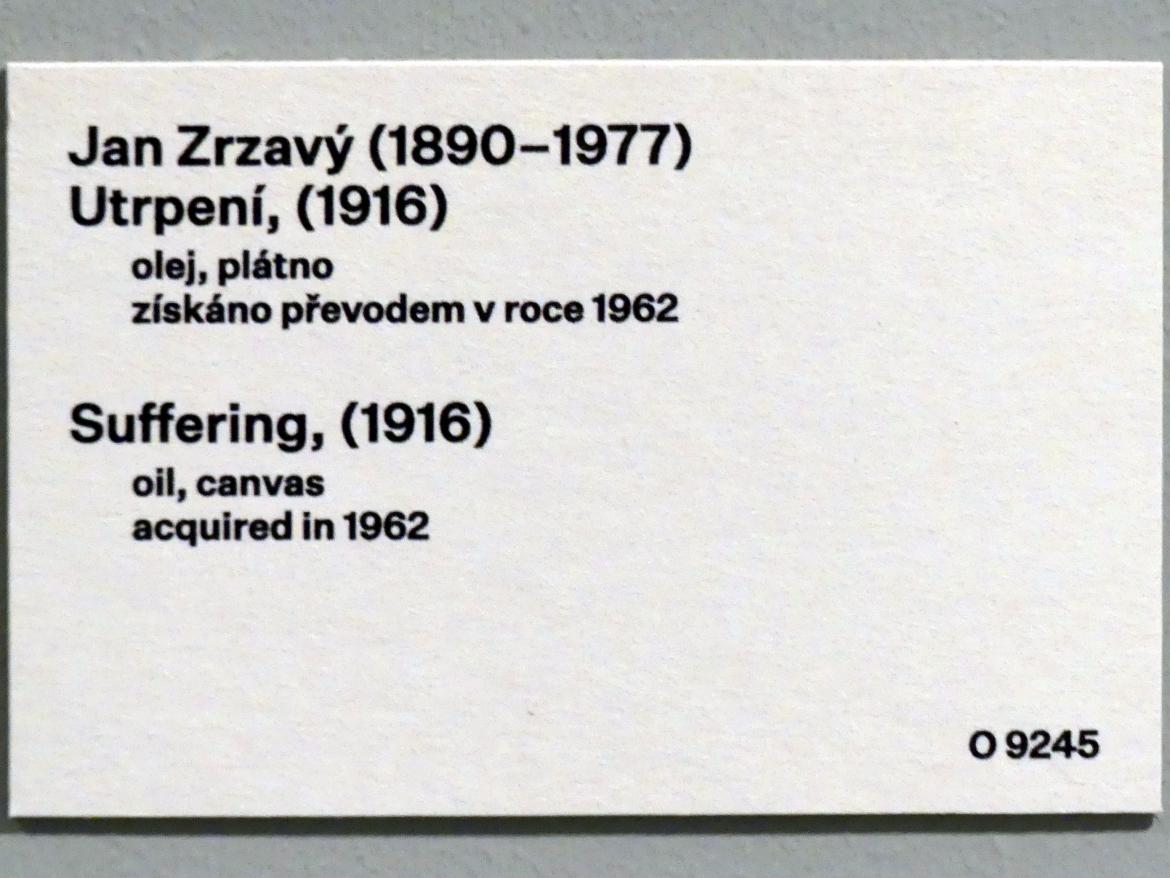 Jan Zrzavý (1890–1977)
Utrpení, (1916)
olej, plátno
získáno převodem v roce 1962
Suffering, (1916)
oil, canvas
acquired in 1962
O 9245